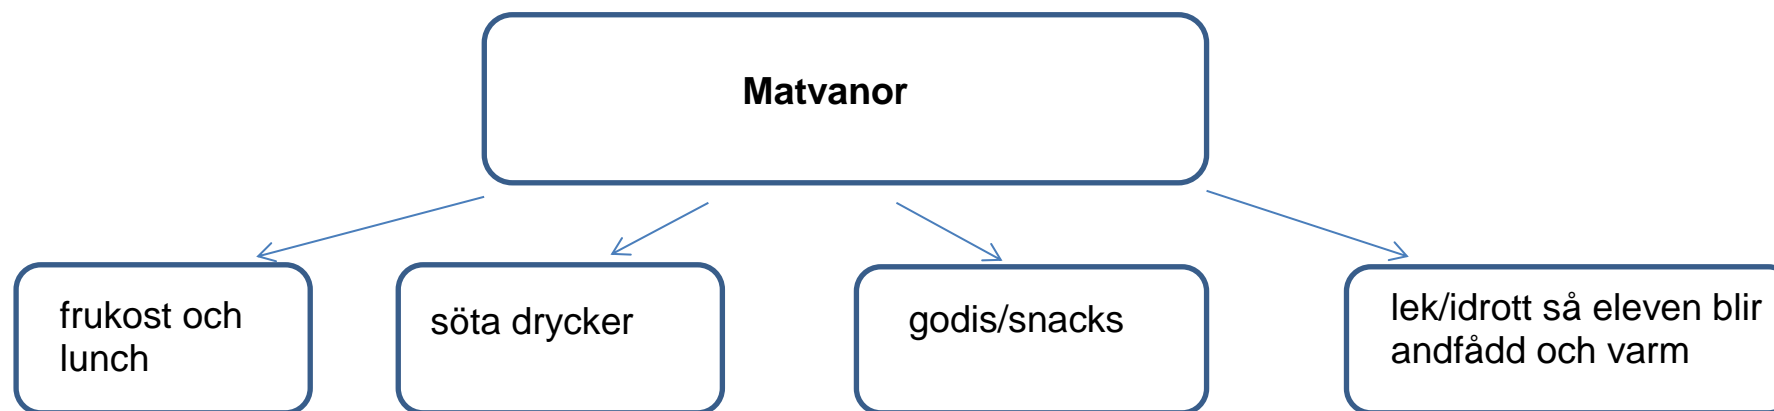 Matvanor
frukost och
lunch
söta drycker
godis/snacks
lek/idrott så eleven blir
andfådd och varm